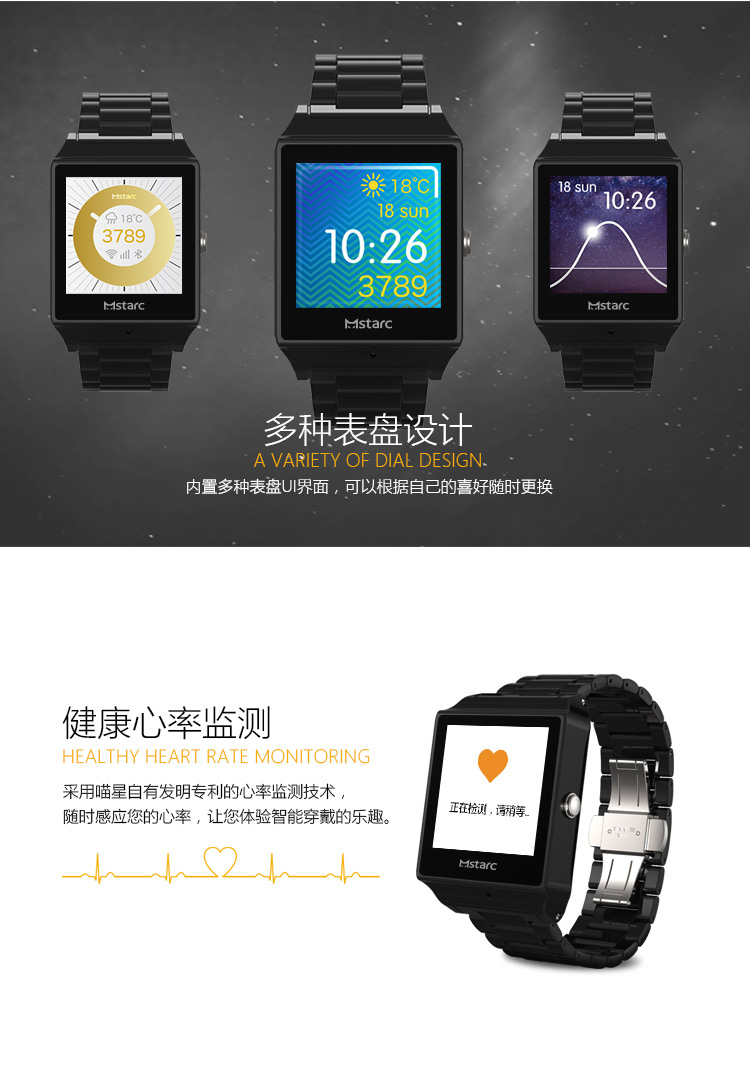 Mstarc
18℃
3789
Mstarc
18℃
18 sun
10:26
3789
Mstarc
18 sun
10:26
Mstarc
多种表盘设计
A VARIETY OF DIAL DESIGN
内置多种表盘UI界面，可以根据自己的喜好随时更换
健康心率监测
HEALTHY HEART RATE MONITORING
采用喵星自有发明专利的心率监测技术，
随时感应您的心率，让您体验智能穿戴的乐趣。
正在检测，请稍等...
Mstarc